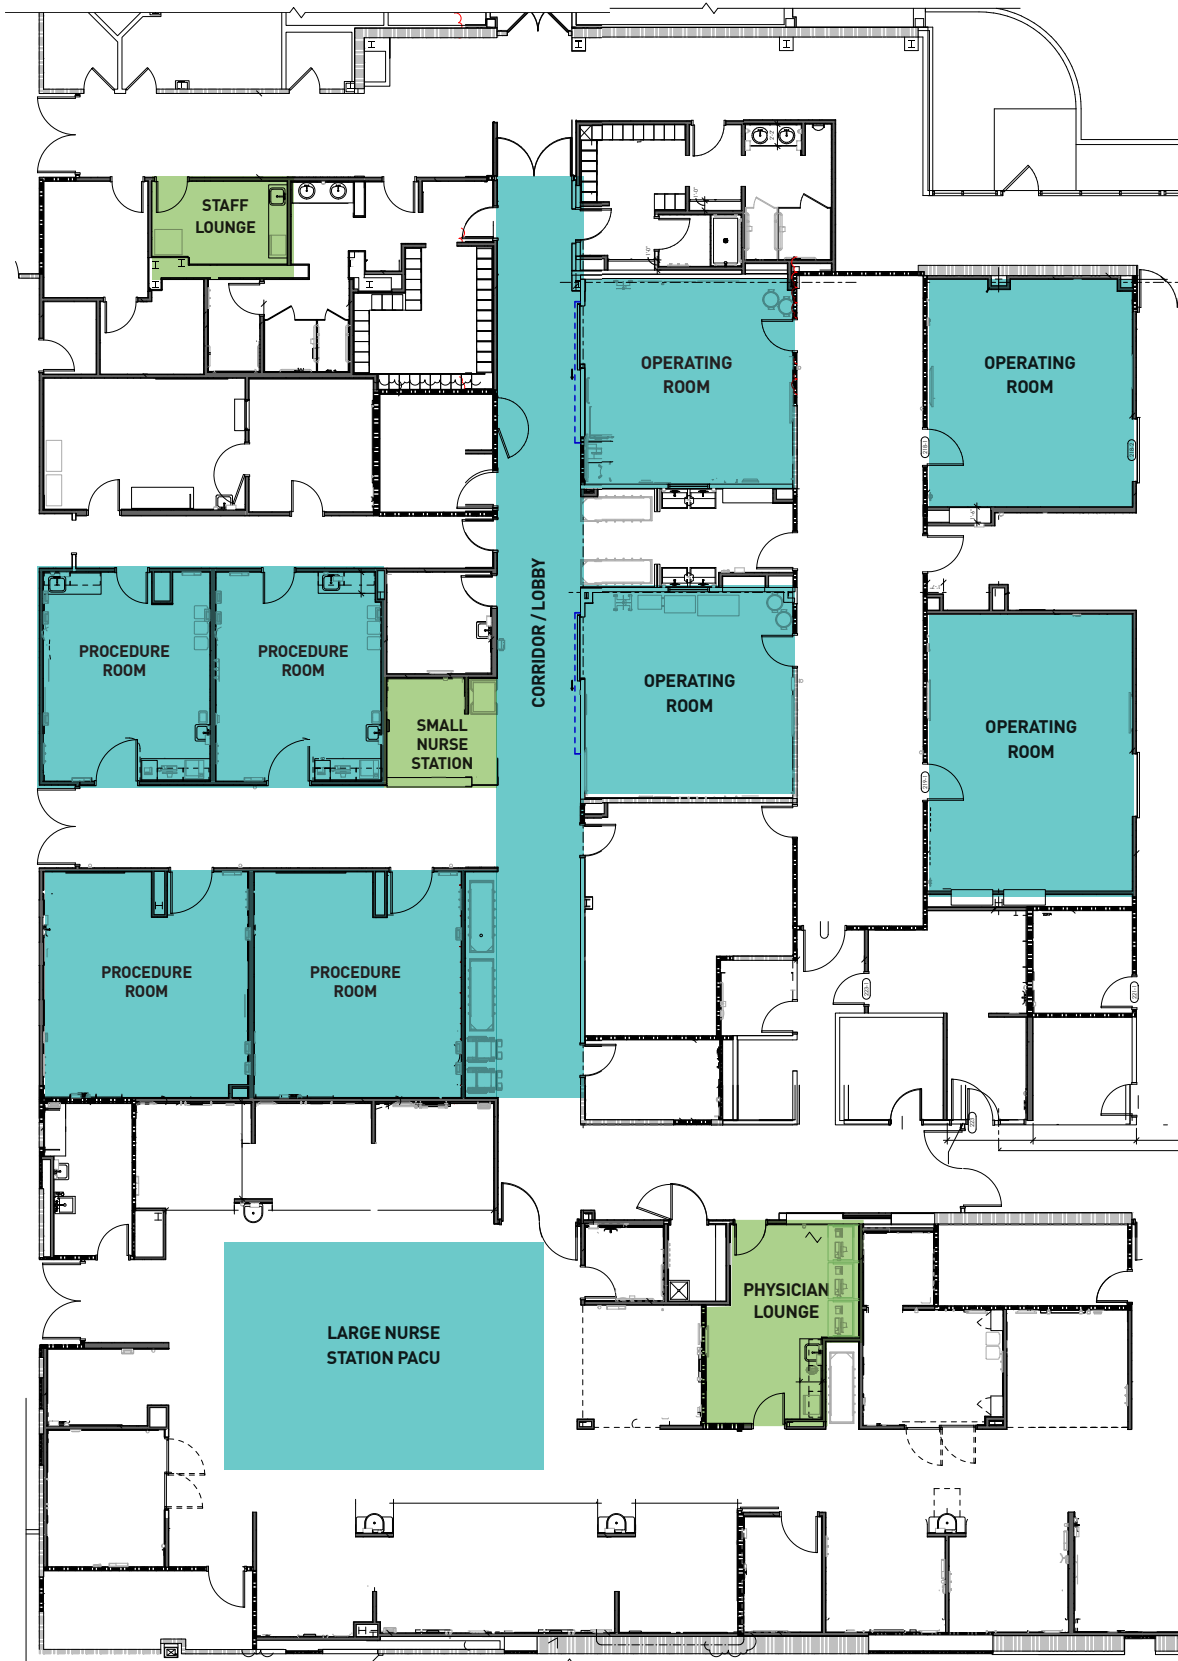 STAFF
LOUNGE
OPERATING
ROOM
OPERATING
ROOM
CORRIDOR / LOBBY
PROCEDURE
ROOM
PROCEDURE
ROOM
SMALL
NURSE
STATION
OPERATING
ROOM
OPERATING
ROOM
PROCEDURE
ROOM
PROCEDURE
ROOM
PHYSICIAN
LOUNGE
LARGE NURSE
STATION PACU